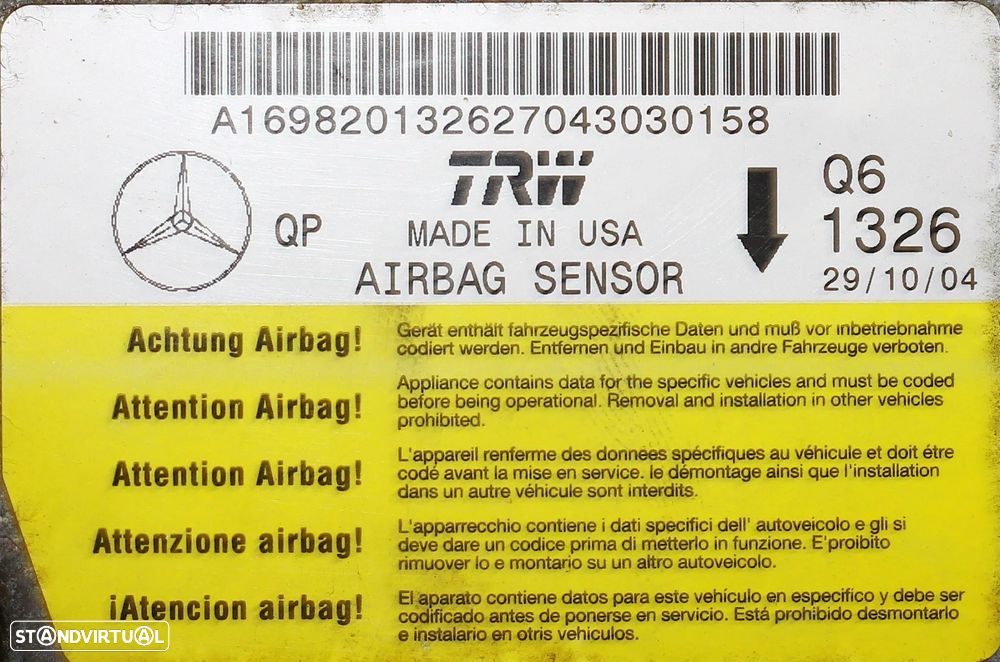 A169820132627043030158
TRW
Q6
QP
MADE IN USA
1326
AIRBAG SENSOR
29/10/04
Achtung Airbag!
Gerät enthält fahrzeugspezifische Daten und muß vor inbetriebnahme
codiert werden. Entfernen und Einbau in andre Fahrzeuge verboten.
Attention Airbag!
Appliance contains data for the specific vehicles and must be coded
before being operational. Removal and installation in other vehicles
prohibited.
Attention Airbag!
L'appareil renferme des données spécifiques au véhicule et doit étre
codé avant la mise en service. le démontage ainsi que l'installation
dans un autre véhicule sont interdits.
Attenzione airbag!
L'apparrecchio contiene i dati specifici dell' autoveicolo e gli si
deve dare un codice prima di metterlo in funzione. E'proibito
rimuover lo e montario su un altro autoveicolo.
¡Atencion airbag!
El aparato contiene datos para este vehículo en especifico y debe ser
codificado antes de ponerse en servicio. Está prohibido desmontarlo
e instalario en otris vehiculos.
STANDVIRTUAL